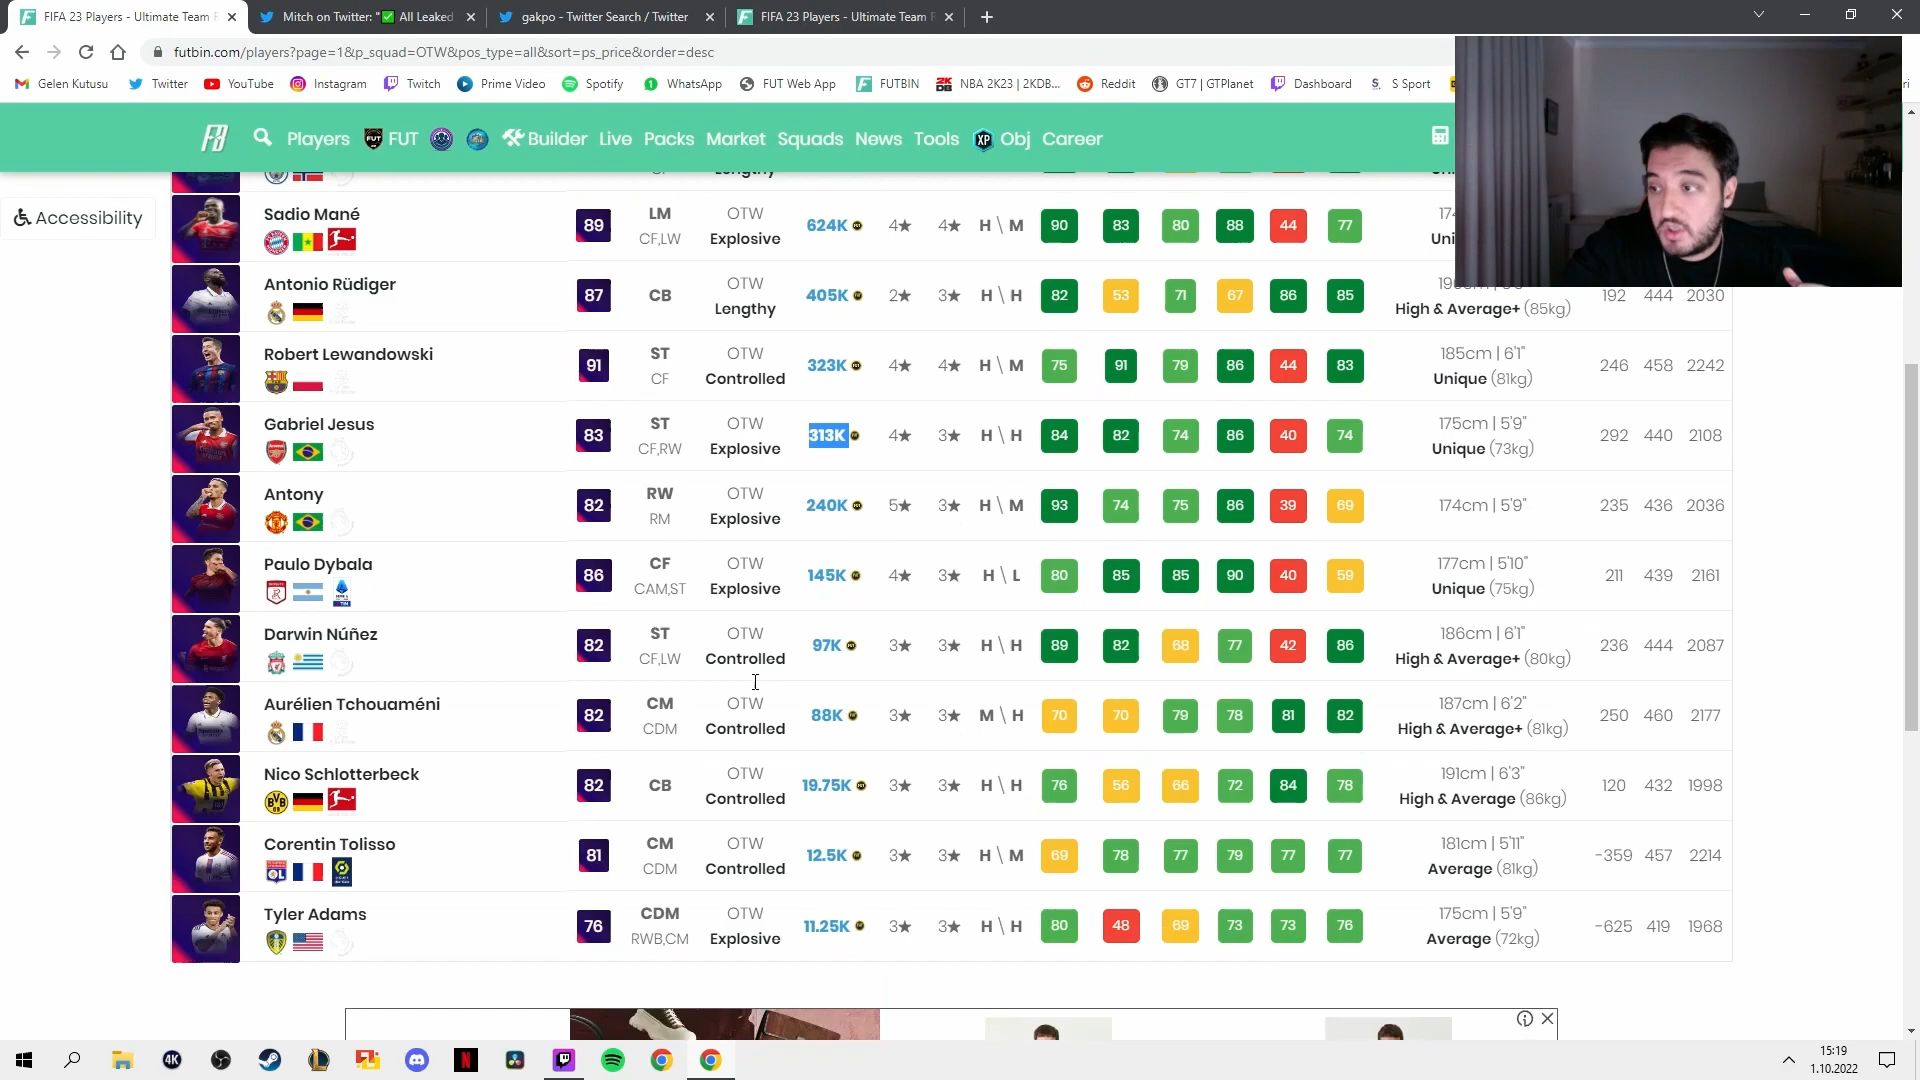 FIFA 23 Players - Ultimate Team F
Mitch on Twitter: "✅ All Leaked
gakpo - Twitter Search / Twitter
FIFA 23 Players - Ultimate Team F
futbin.com/players?page=1&p_squad=OTW&pos_type=all&sort=ps_price&order=desc
Gelen Kutusu Twitter YouTube Instagram Twitch Prime Video Spotify WhatsApp FUT Web App FUTBIN NBA 2K23 | 2KDB... Reddit GT7 | GTPlanet Dashboard S Sport
Players FUT Builder Live Packs Market Squads News Tools XP Obj Career
Accessibility
Lengthy
Sadio Mané 89 LM CF,LW OTW Explosive 624K 4★ 4★ H \ M 90 83 80 88 44 77
Antonio Rüdiger 87 CB OTW Lengthy 405K 2★ 3★ H \ H 82 53 71 67 86 85 High & Average+ (85kg) 192 444 2030
Robert Lewandowski 91 ST CF OTW Controlled 323K 4★ 4★ H \ M 75 91 79 86 44 83 185cm | 6'1" Unique (81kg) 246 458 2242
Gabriel Jesus 83 ST CF,RW OTW Explosive 313K 4★ 3★ H \ H 84 82 74 86 40 74 175cm | 5'9" Unique (73kg) 292 440 2108
Antony 82 RW RM OTW Explosive 240K 5★ 3★ H \ M 93 74 75 86 39 69 174cm | 5'9" 235 436 2036
Paulo Dybala 86 CF CAM,ST OTW Explosive 145K 4★ 3★ H \ L 80 85 85 90 40 59 177cm | 5'10" Unique (75kg) 211 439 2161
Darwin Núñez 82 ST CF,LW OTW Controlled 97K 3★ 3★ H \ H 89 82 68 77 42 86 186cm | 6'1" High & Average+ (80kg) 236 444 2087
Aurélien Tchouaméni 82 CM CDM OTW Controlled 88K 3★ 3★ M \ H 70 70 79 78 81 82 187cm | 6'2" High & Average+ (81kg) 250 460 2177
Nico Schlotterbeck 82 CB OTW Controlled 19.75K 3★ 3★ H \ H 76 56 66 72 84 78 191cm | 6'3" High & Average (86kg) 120 432 1998
Corentin Tolisso 81 CM CDM OTW Controlled 12.5K 3★ 3★ H \ M 69 78 77 79 77 77 181cm | 5'11" Average (81kg) -359 457 2214
Tyler Adams 76 CDM RWB,CM OTW Explosive 11.25K 3★ 3★ H \ H 80 48 69 73 73 76 175cm | 5'9" Average (72kg) -625 419 1968
4K
15:19
1.10.2022